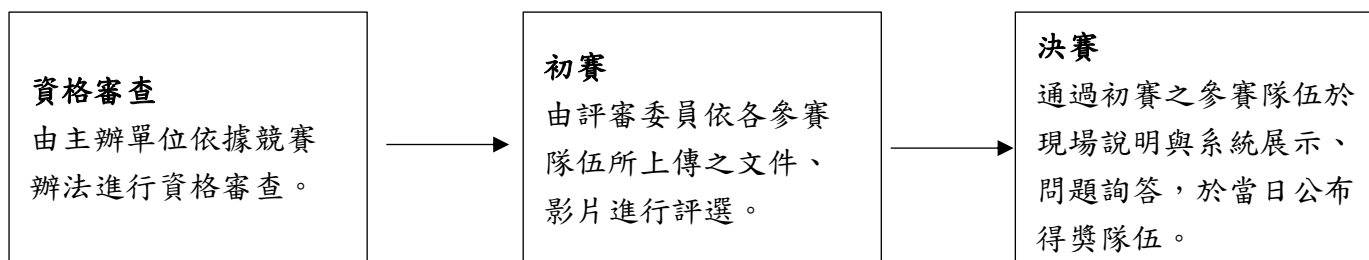 資格審查
由主辦單位依據競賽
辦法進行資格審查。
初賽
由評審委員依各參賽
隊伍所上傳之文件、
影片進行評選。
決賽
通過初賽之參賽隊伍於
現場說明與系統展示、
問題詢答，於當日公布
得獎隊伍。